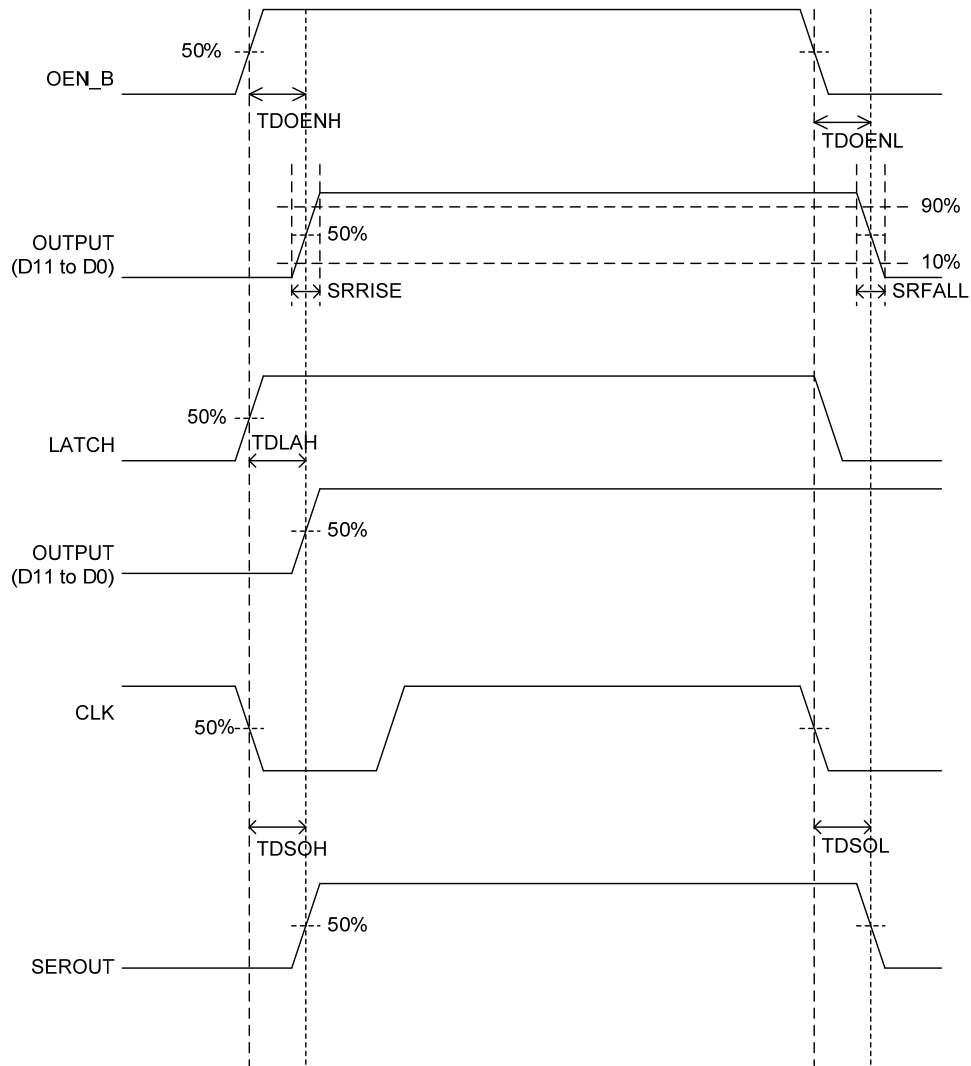 50%
OEN_B
TDOENH
TDOENL
90%
50%
OUTPUT
(D11 to D0)
10%
SRRISE
SRFALL
50%
LATCH
TDLAH
50%
OUTPUT
(D11 to D0)
CLK
50%
TDSOH
TDSOL
50%
SEROUT